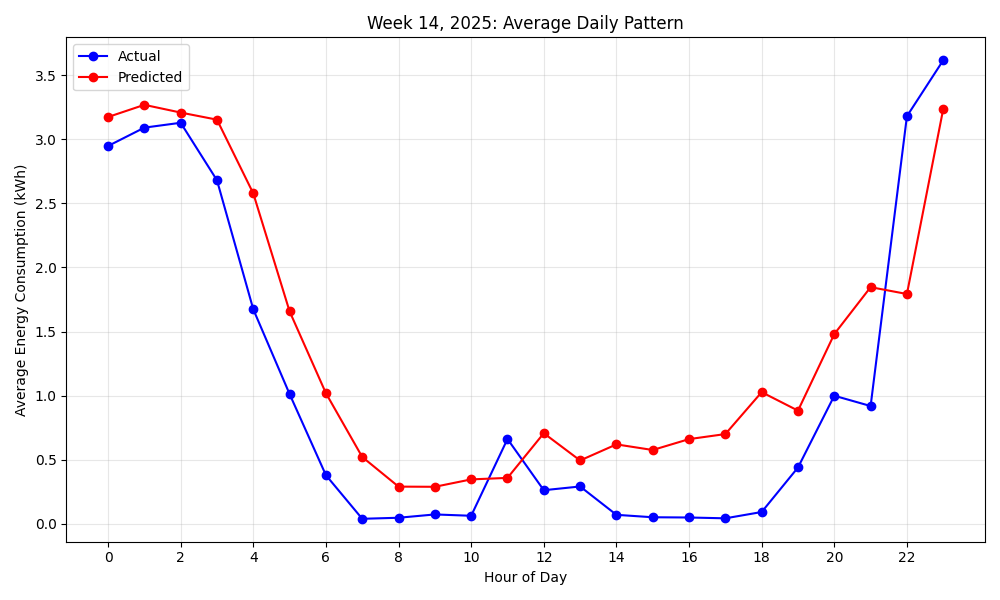 Week 14, 2025: Average Daily Pattern
Actual
Predicted
Average Energy Consumption (kWh)
3.5
3.0
2.5
2.0
1.5
1.0
0.5
0.0
0 2 4 6 8 10 12 14 16 18 20 22
Hour of Day